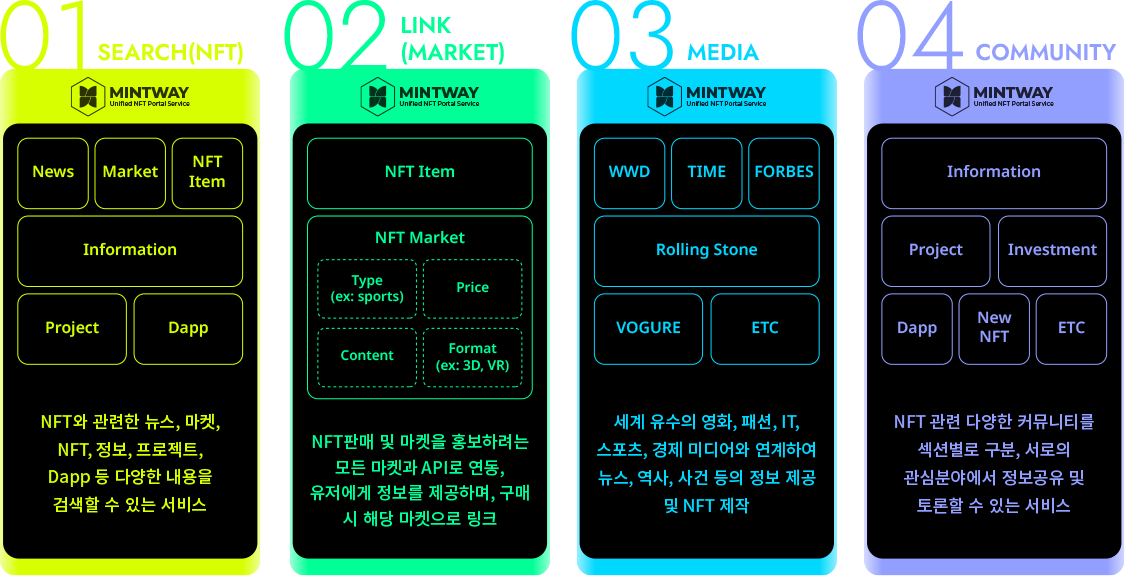 01 SEARCH(NFT)
MINTWAY
Unified NFT Portal Service
News
Market
NFT
Item
Information
Project
Dapp
NFT와 관련한 뉴스, 마켓,
NFT, 정보, 프로젝트,
Dapp 등 다양한 내용을
검색할 수 있는 서비스
02 LINK
(MARKET)
MINTWAY
Unified NFT Portal Service
NFT Item
NFT Market
Type
(ex: sports)
Price
Content
Format
(ex: 3D, VR)
NFT판매 및 마켓을 홍보하려는
모든 마켓과 API로 연동,
유저에게 정보를 제공하며, 구매
시 해당 마켓으로 링크
03 MEDIA
MINTWAY
Unified NFT Portal Service
WWD
TIME
FORBES
Rolling Stone
VOGURE
ETC
세계 유수의 영화, 패션, IT,
스포츠, 경제 미디어와 연계하여
뉴스, 역사, 사건 등의 정보 제공
및 NFT 제작
04 COMMUNITY
MINTWAY
Unified NFT Portal Service
Information
Project
Investment
Dapp
New
NFT
ETC
NFT 관련 다양한 커뮤니티를
섹션별로 구분, 서로의
관심분야에서 정보공유 및
토론할 수 있는 서비스